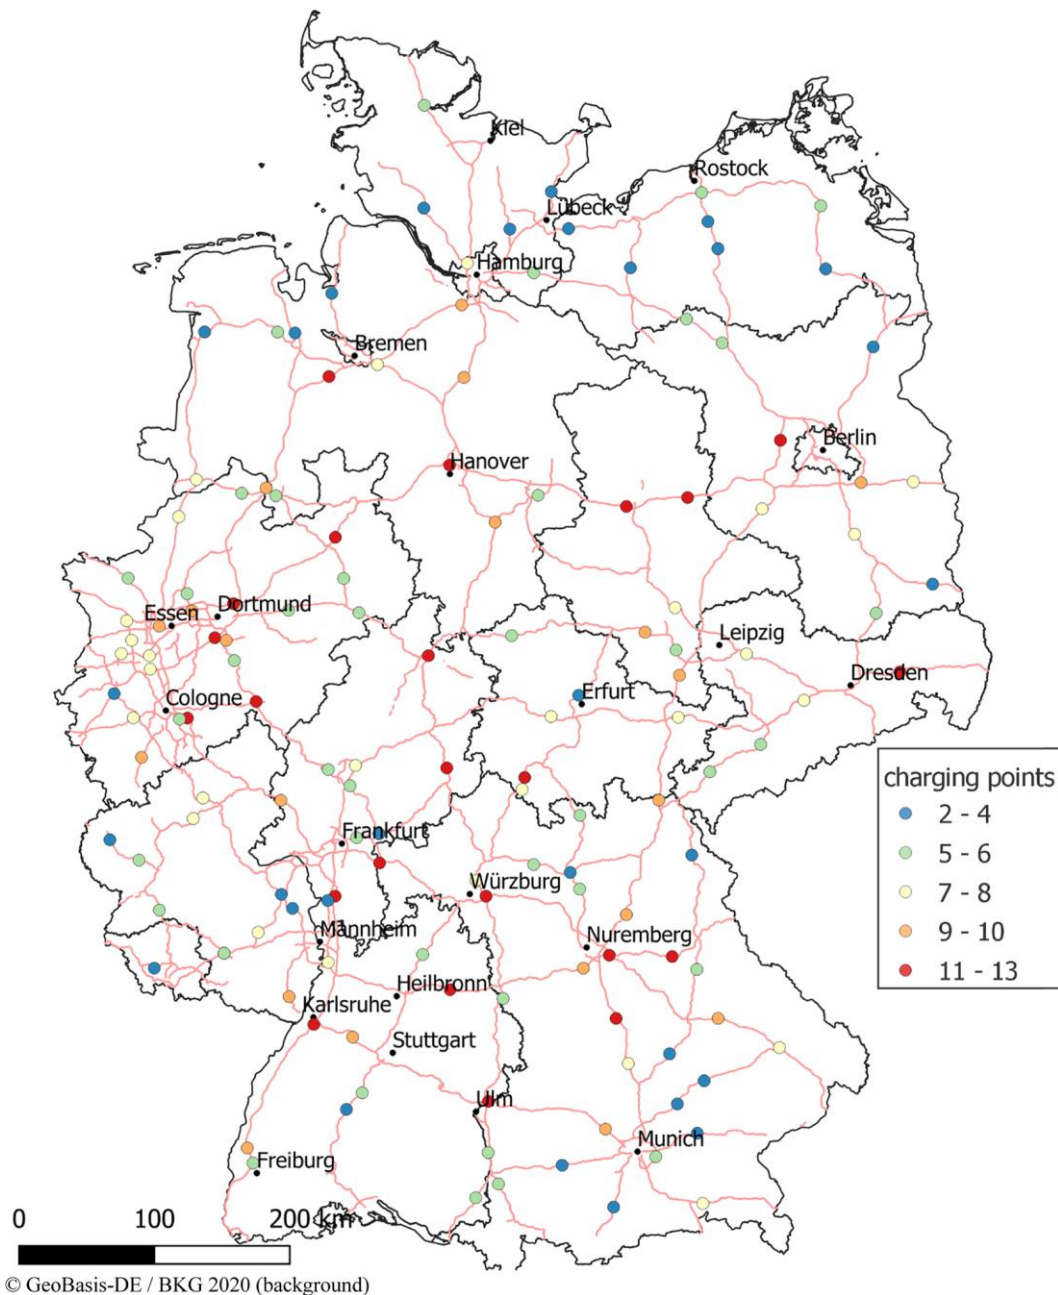 Kiel
Rostock
Lübeck
Hamburg
Bremen
Berlin
Hanover
Essen
Dortmund
Leipzig
Dresden
Cologne
Erfurt
charging points
2 - 4
5 - 6
7 - 8
9 - 10
11 - 13
Frankfurt
Würzburg
Mannheim
Nuremberg
Heilbronn
Karlsruhe
Stuttgart
Ulm
Munich
Freiburg
0 100 200 km
© GeoBasis-DE / BKG 2020 (background)